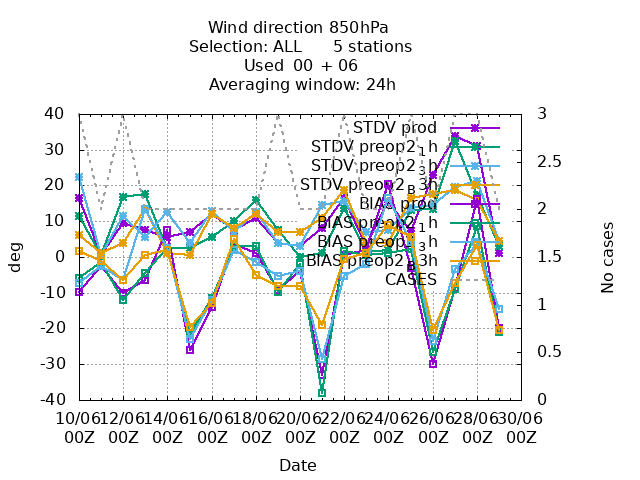 Wind direction 850hPa
Selection: ALL 5 stations
Used 00 + 06
Averaging window: 24h
40 3
STDV prod
STDV preop2_1h
30 2.5
STDV preop2_3h
STDV preop2_B_3h
20 2
BIAS prod
BIAS preop2_1h
10
BIAS preop2_3h
0 1.5
BIAS preop2_B_3h
CASES
-10 1
-20
-30 0.5
-40 0
deg
No cases
10/06 12/06 14/06 16/06 18/06 20/06 22/06 24/06 26/06 28/06 30/06
00Z 00Z 00Z 00Z 00Z 00Z 00Z 00Z 00Z 00Z 00Z
Date